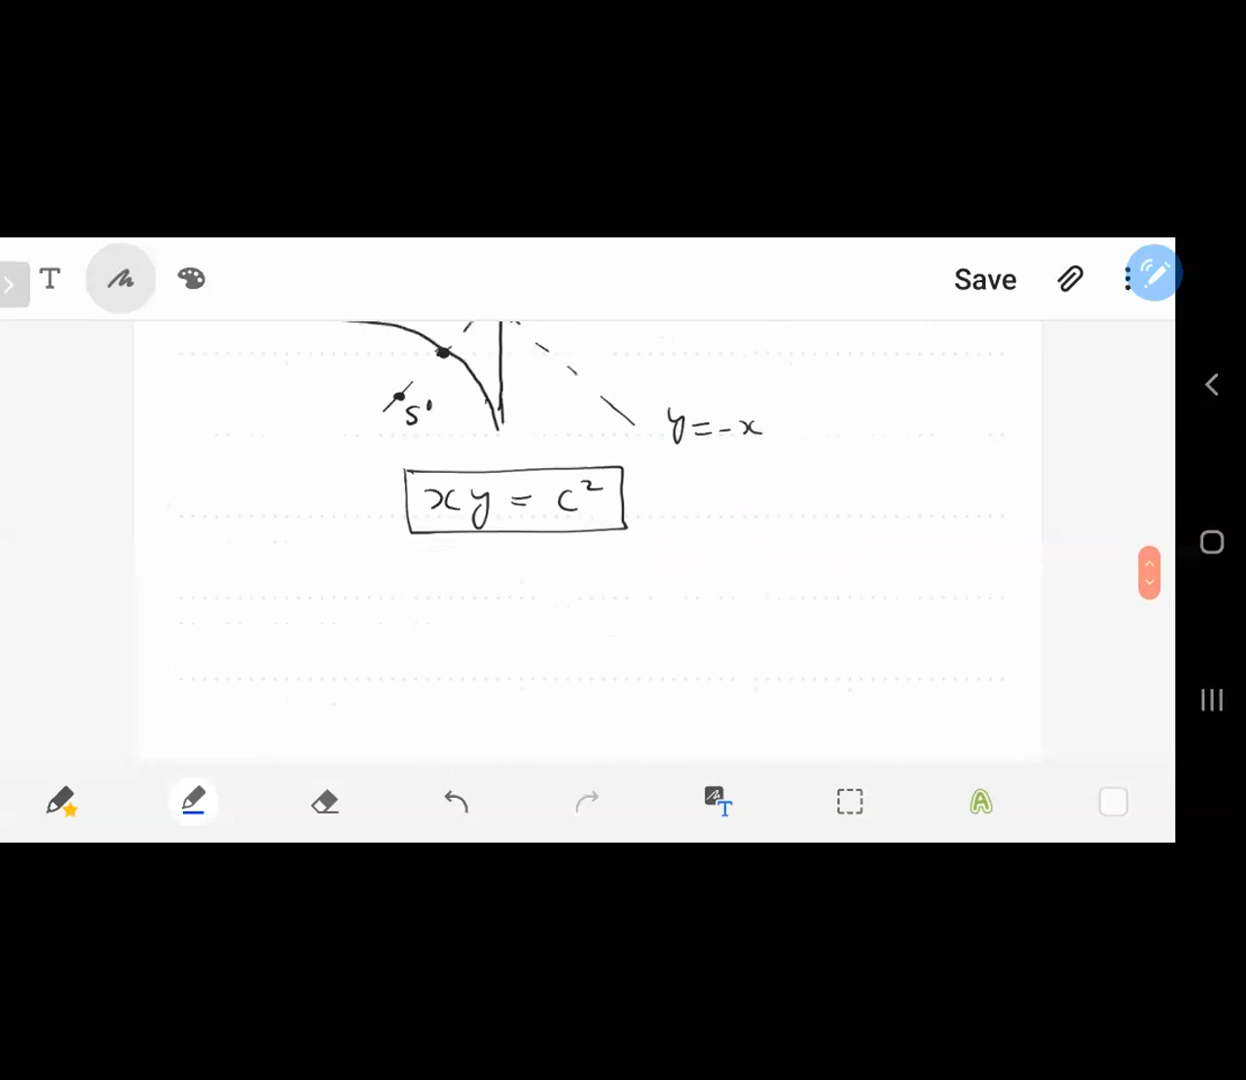 T Save
S'
y = -x
xy = c²
T
A